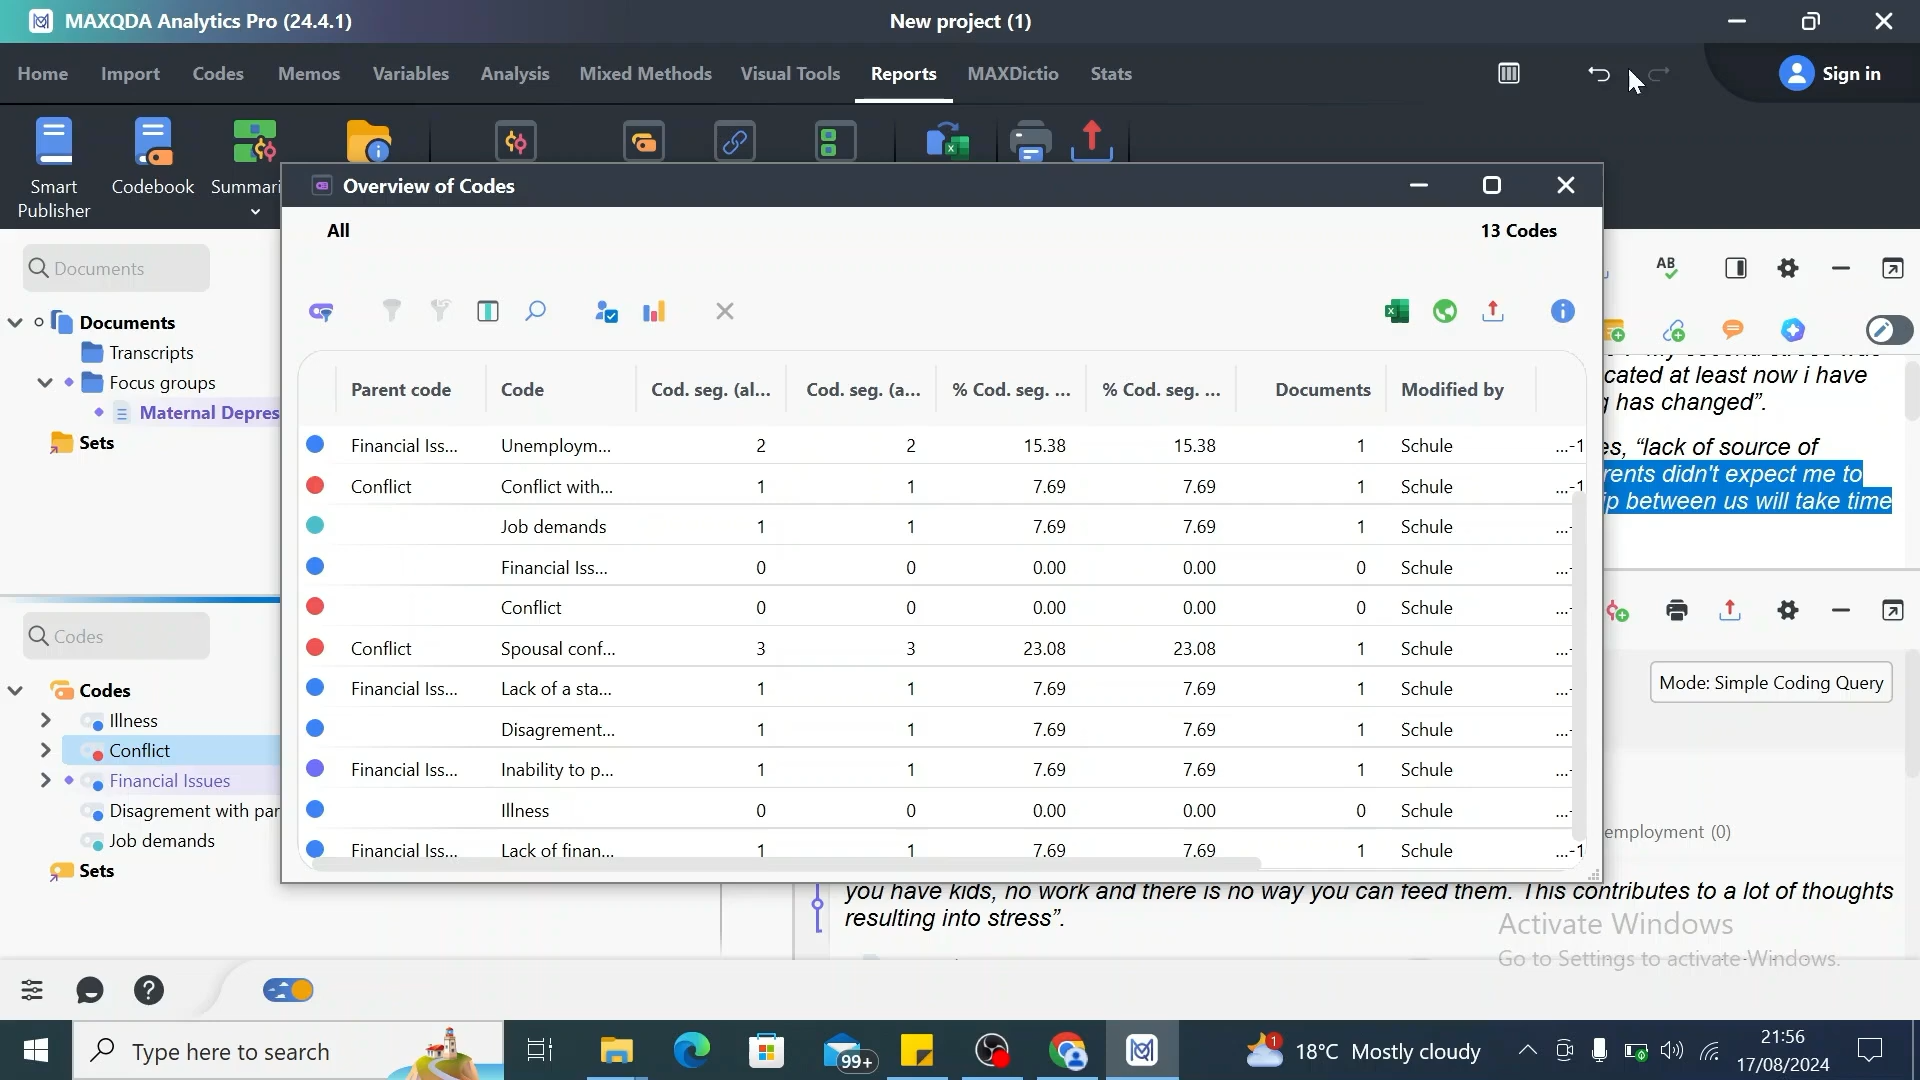 MAXQDA Analytics Pro (24.4.1)
New project (1)
Home Import Codes Memos Variables Analysis Mixed Methods Visual Tools Reports MAXDictio Stats
Sign in
Smart Publisher
Codebook
Summari
Overview of Codes
All
13 Codes
Documents
Documents
Transcripts
Focus groups
Maternal Depres
Sets
Parent code Code Cod. seg. (al... Cod. seg. (a... % Cod. seg. ... % Cod. seg. ... Documents Modified by
Financial Iss... Unemploym... 2 2 15.38 15.38 1 Schule ...-1
Conflict Conflict with... 1 1 7.69 7.69 1 Schule ...-1
Job demands 1 1 7.69 7.69 1 Schule ...-
Financial Iss... 0 0 0.00 0.00 0 Schule ...-
Conflict 0 0 0.00 0.00 0 Schule ...-
Conflict Spousal conf... 3 3 23.08 23.08 1 Schule ...-
Financial Iss... Lack of a sta... 1 1 7.69 7.69 1 Schule ...-
Disagrement... 1 1 7.69 7.69 1 Schule ...-
Financial Iss... Inability to p... 1 1 7.69 7.69 1 Schule ...-
Illness 0 0 0.00 0.00 0 Schule ...-
Financial Iss... Lack of finan... 1 1 7.69 7.69 1 Schule ...-1
AB
cated at least now i have
has changed”.
es, “lack of source of
rents didn't expect me to
ip between us will take time
Codes
Codes
Illness
Conflict
Financial Issues
Disagrement with par
Job demands
Sets
Mode: Simple Coding Query
employment (0)
you have kids, no work and there is no way you can feed them. This contributes to a lot of thoughts
resulting into stress”.
Activate Windows
Go to Settings to activate Windows.
Type here to search
99+
1
18°C Mostly cloudy
21:56
17/08/2024